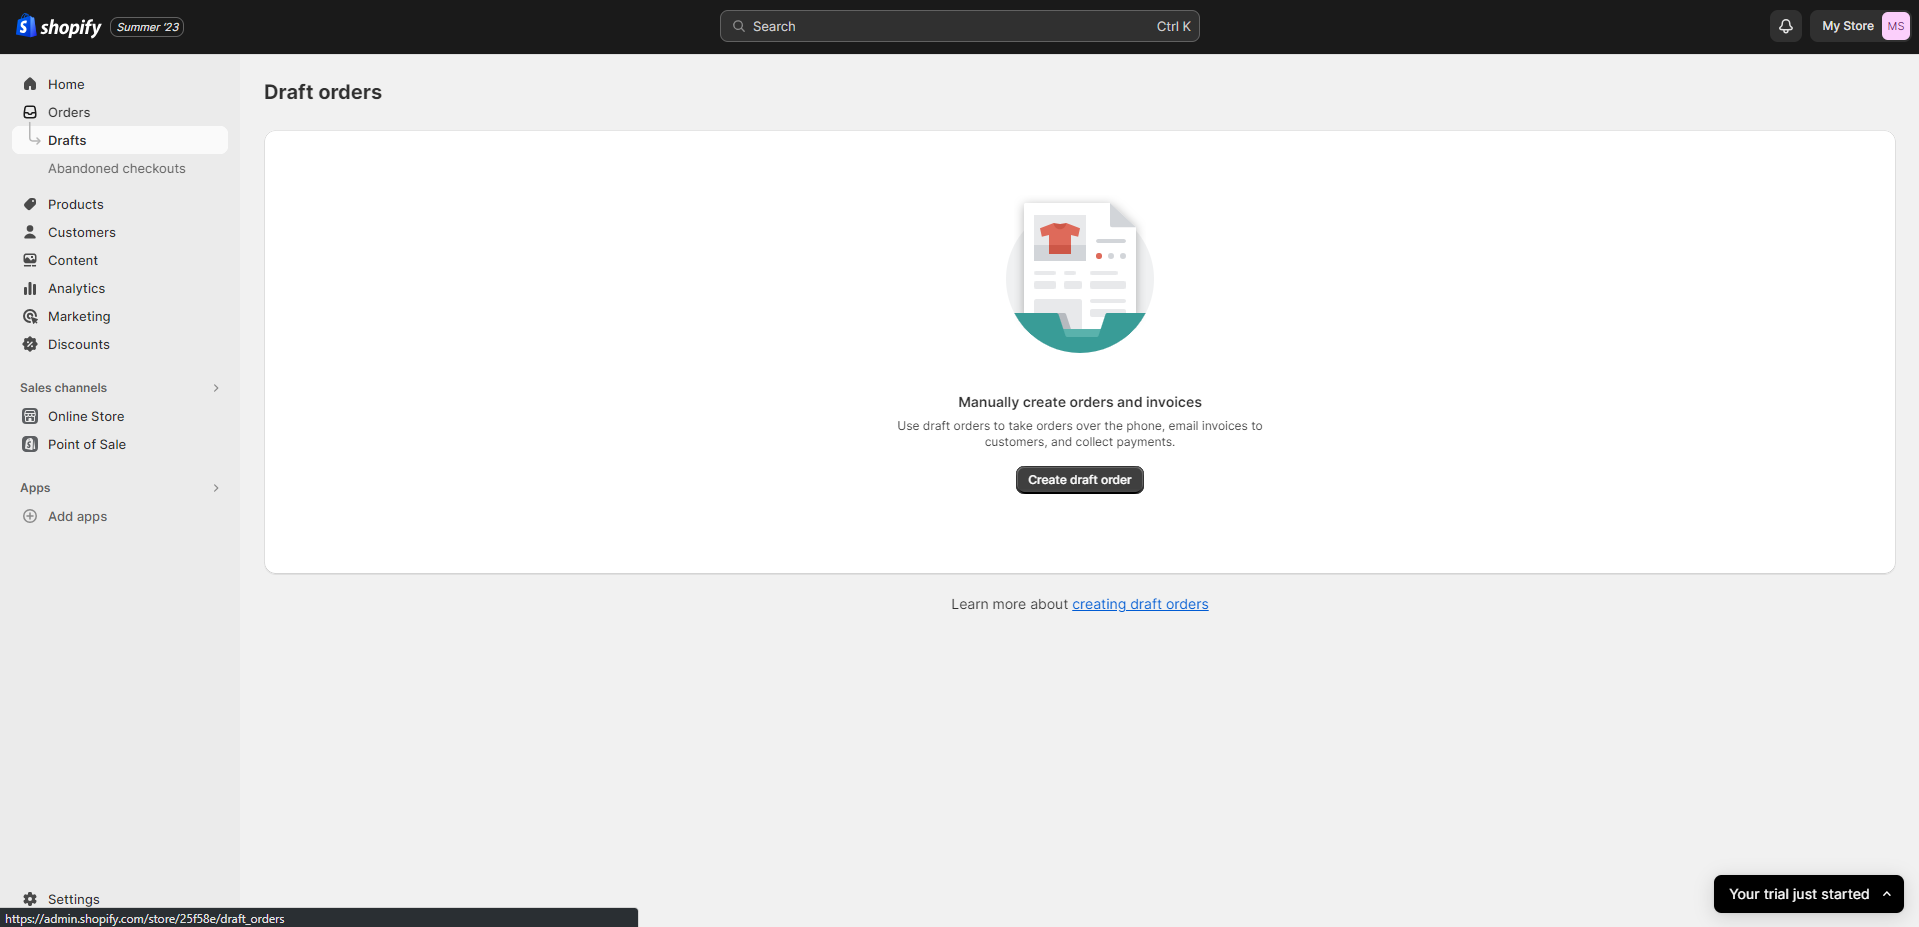 shopify Summer '23
Search Ctrl K
My Store MS
Home
Orders
Drafts
Abandoned checkouts
Products
Customers
Content
Analytics
Marketing
Discounts
Sales channels
Online Store
Point of Sale
Apps
Add apps
Settings
Draft orders
Manually create orders and invoices
Use draft orders to take orders over the phone, email invoices to
customers, and collect payments.
Create draft order
Learn more about creating draft orders
Your trial just started
https://admin.shopify.com/store/25f58e/draft_orders